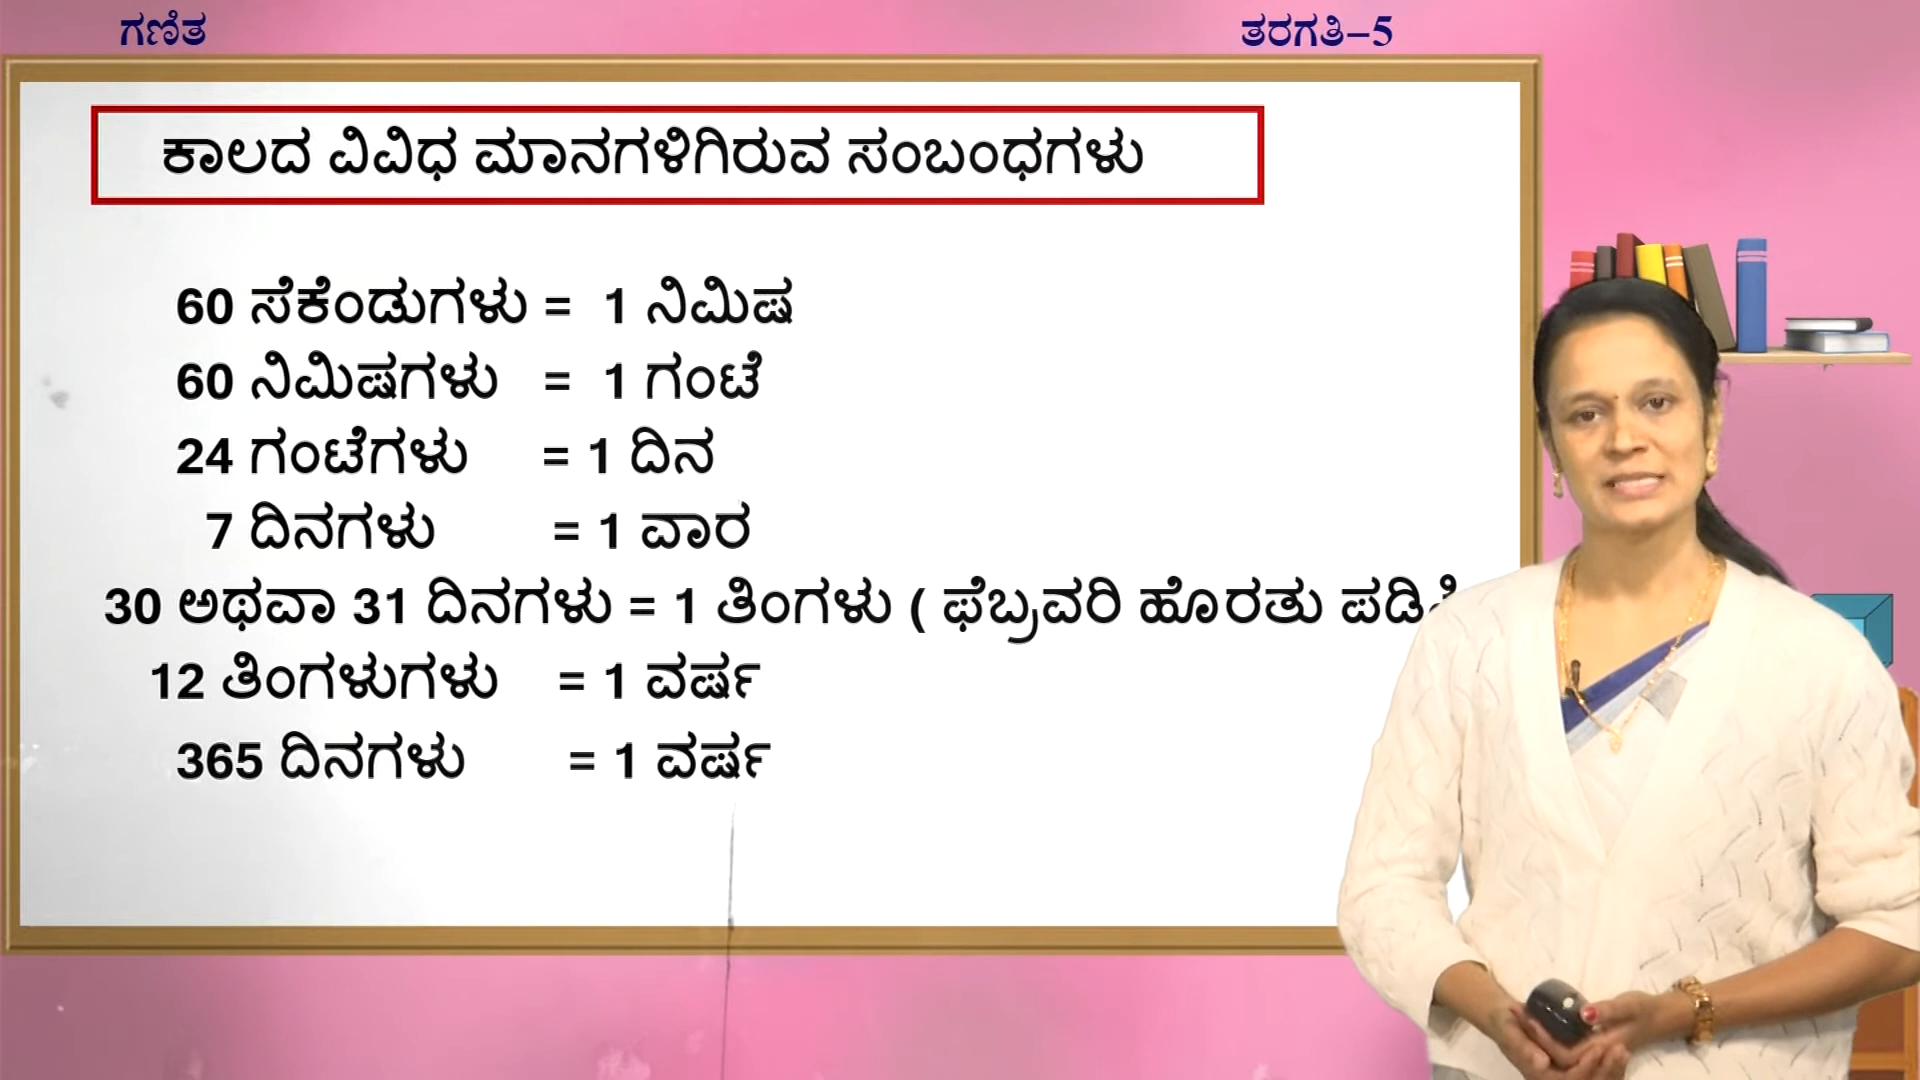 ಗಣಿತ
ತರಗತಿ–5
ಕಾಲದ ವಿವಿಧ ಮಾನಗಳಿಗಿರುವ ಸಂಬಂಧಗಳು
60 ಸೆಕೆಂಡುಗಳು = 1 ನಿಮಿಷ
60 ನಿಮಿಷಗಳು = 1 ಗಂಟೆ
24 ಗಂಟೆಗಳು = 1 ದಿನ
7 ದಿನಗಳು = 1 ವಾರ
30 ಅಥವಾ 31 ದಿನಗಳು = 1 ತಿಂಗಳು ( ಫೆಬ್ರವರಿ ಹೊರತು
12 ತಿಂಗಳುಗಳು = 1 ವರ್ಷ
365 ದಿನಗಳು = 1 ವರ್ಷ